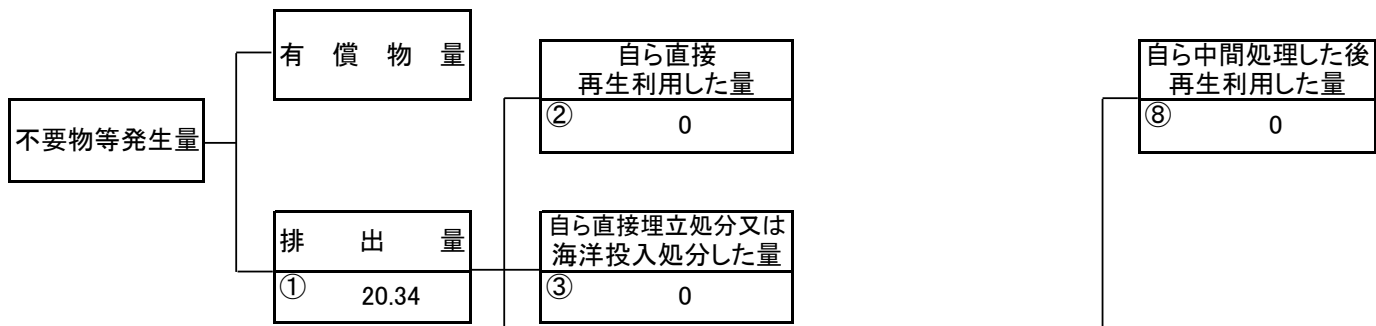 有償物量
自ら直接
再生利用した量
② 0
自ら中間処理した後
再生利用した量
⑧ 0
不要物等発生量
排出量
① 20.34
自ら直接埋立処分又は
海洋投入処分した量
③ 0